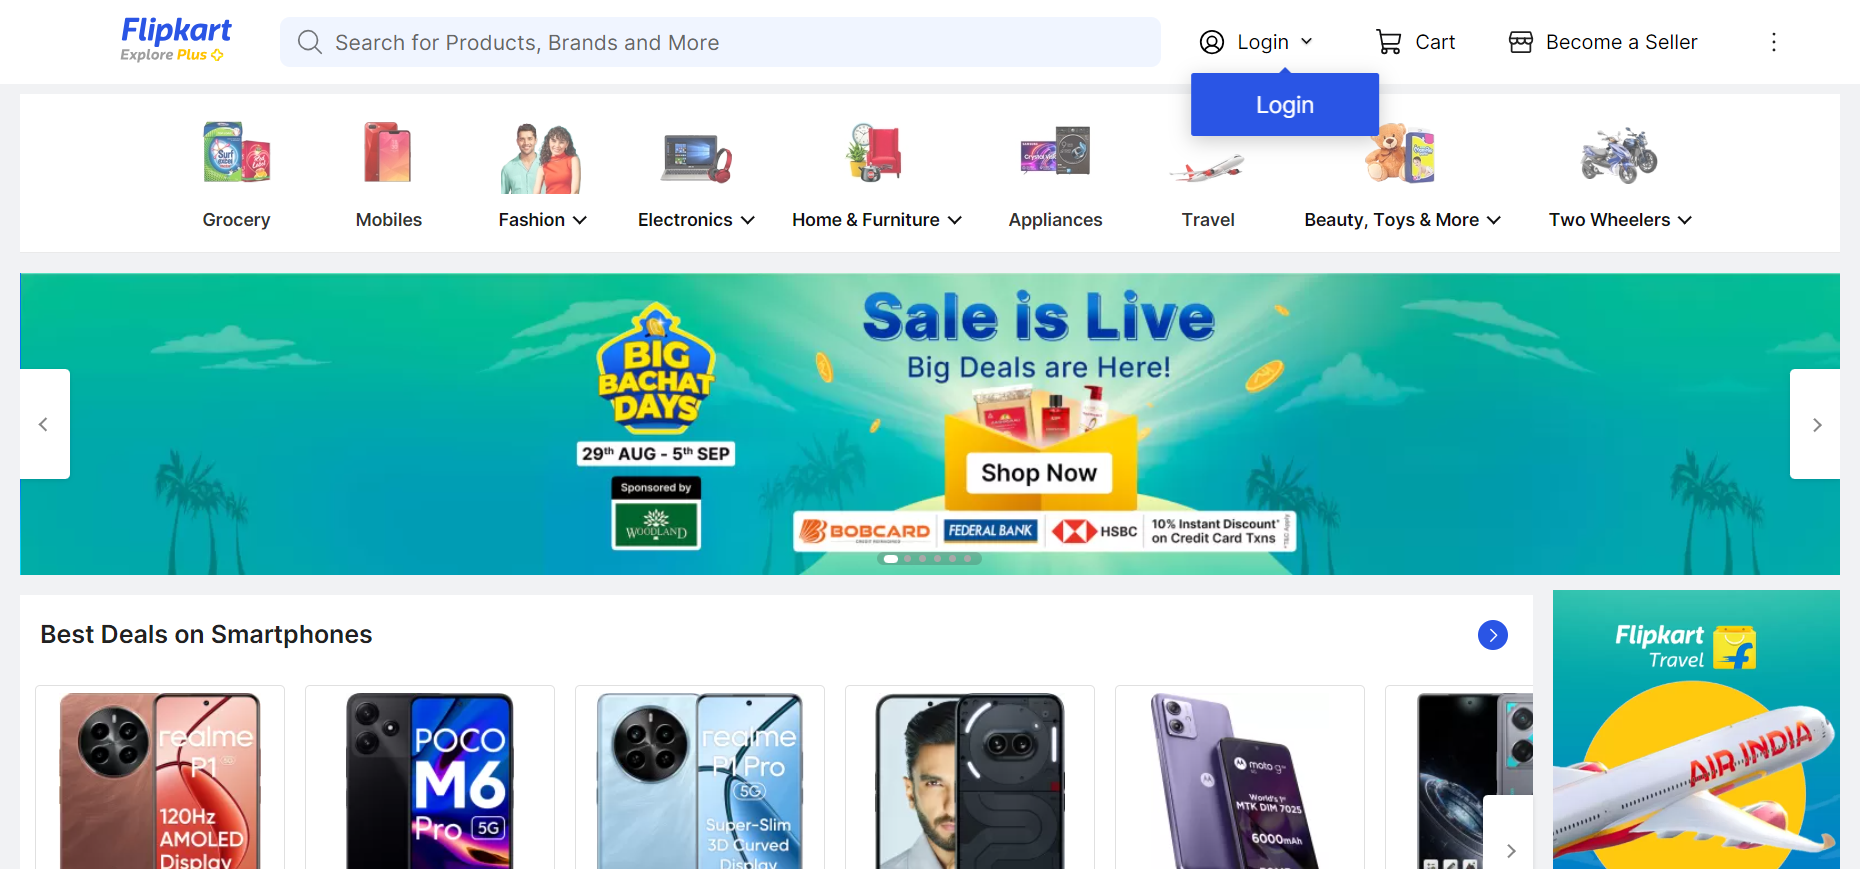 Flipkart
Explore Plus
Search for Products, Brands and More
Login
Cart
Become a Seller
Login
Surf excel
Grocery
Mobiles
Fashion
Electronics
Home & Furniture
Appliances
Travel
Beauty, Toys & More
Two Wheelers
BIG
BACHAT
DAYS
29th AUG - 5th SEP
Sponsored by
WOODLAND
Sale is Live
Big Deals are Here!
Shop Now
BOBCARD
FEDERAL BANK
HSBC
10% Instant Discount*
on Credit Card Txns
*T&C Apply
Best Deals on Smartphones
realme
P1 5G
120Hz
AMOLED
Display
POCO
M6
Pro 5G
realme
P1 Pro
5G
Super-Slim
3D Curved
Display
moto g
World's 1st
MTK DIM 7025
6000mAh
Flipkart
Travel
AIR INDIA